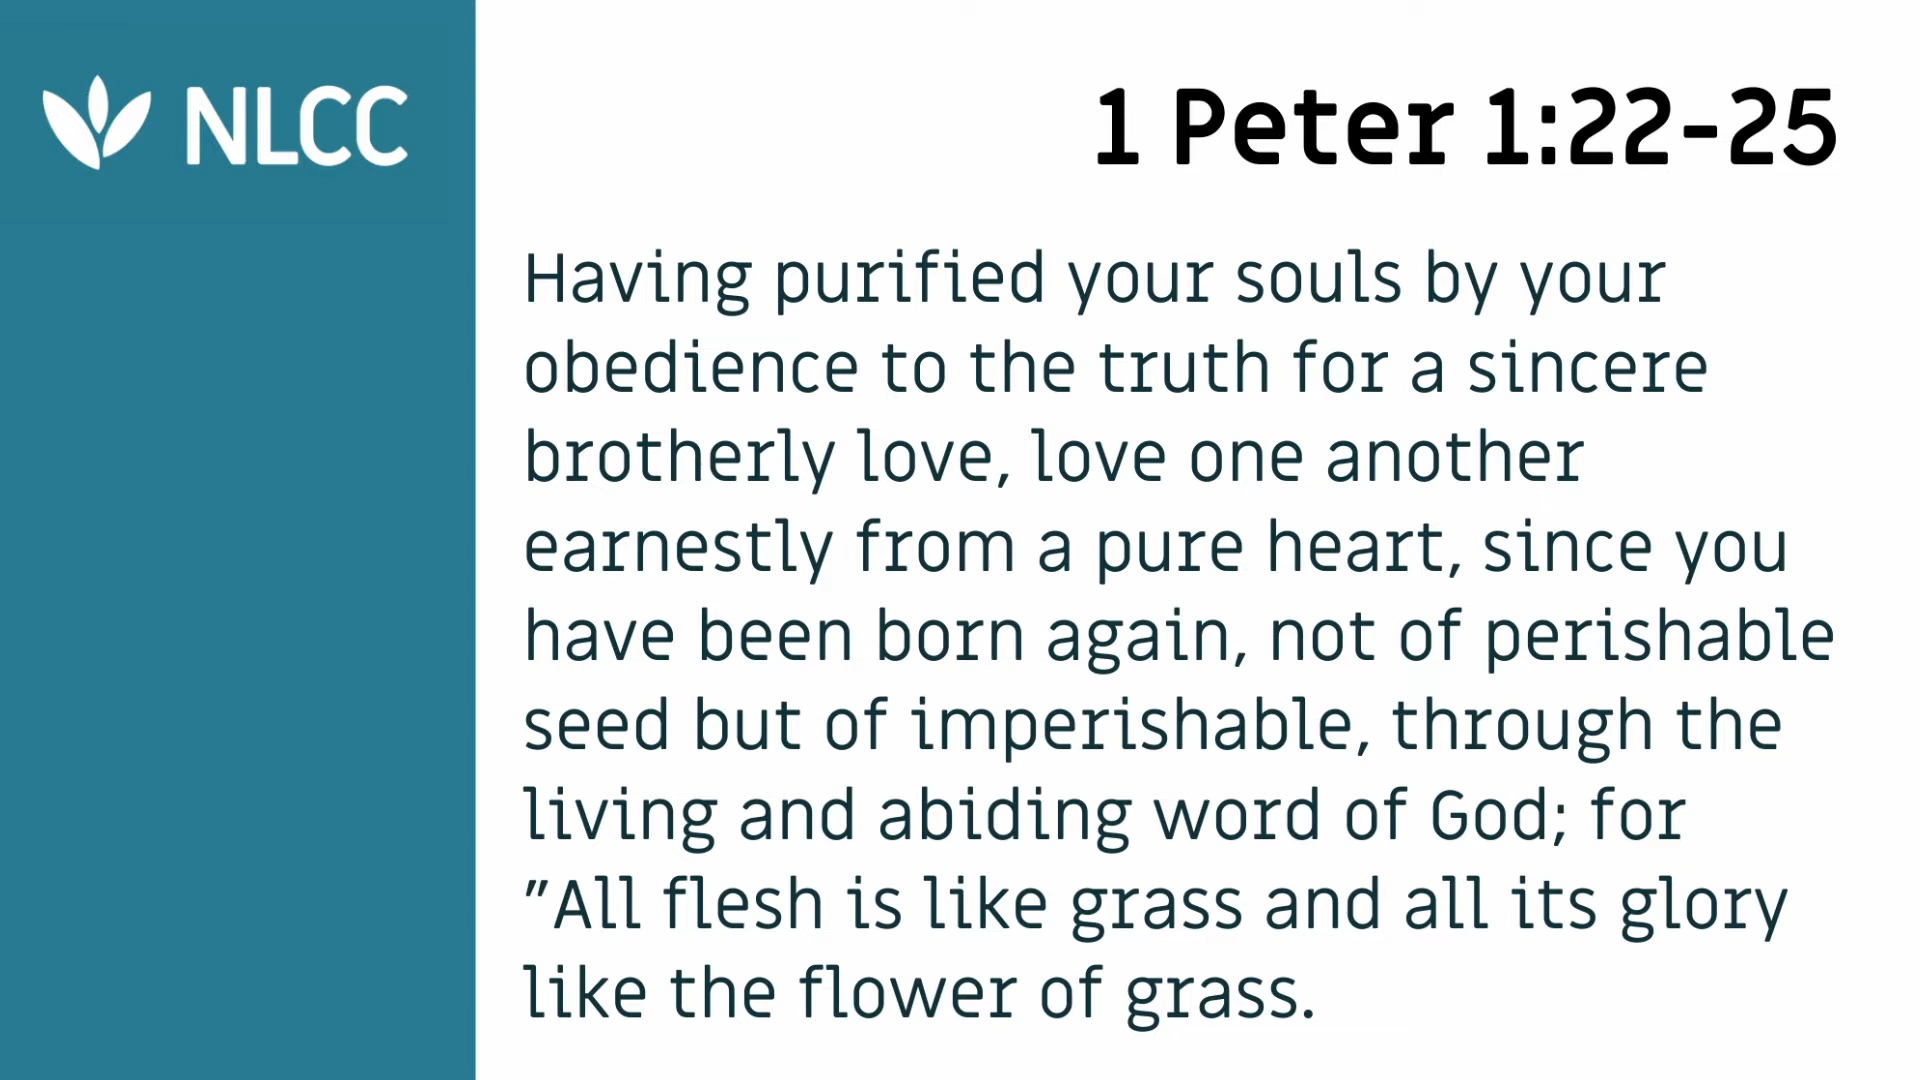 NLCC
1 Peter 1:22-25
Having purified your souls by your
obedience to the truth for a sincere
brotherly love, love one another
earnestly from a pure heart, since you
have been born again, not of perishable
seed but of imperishable, through the
living and abiding word of God; for
"All flesh is like grass and all its glory
like the flower of grass.